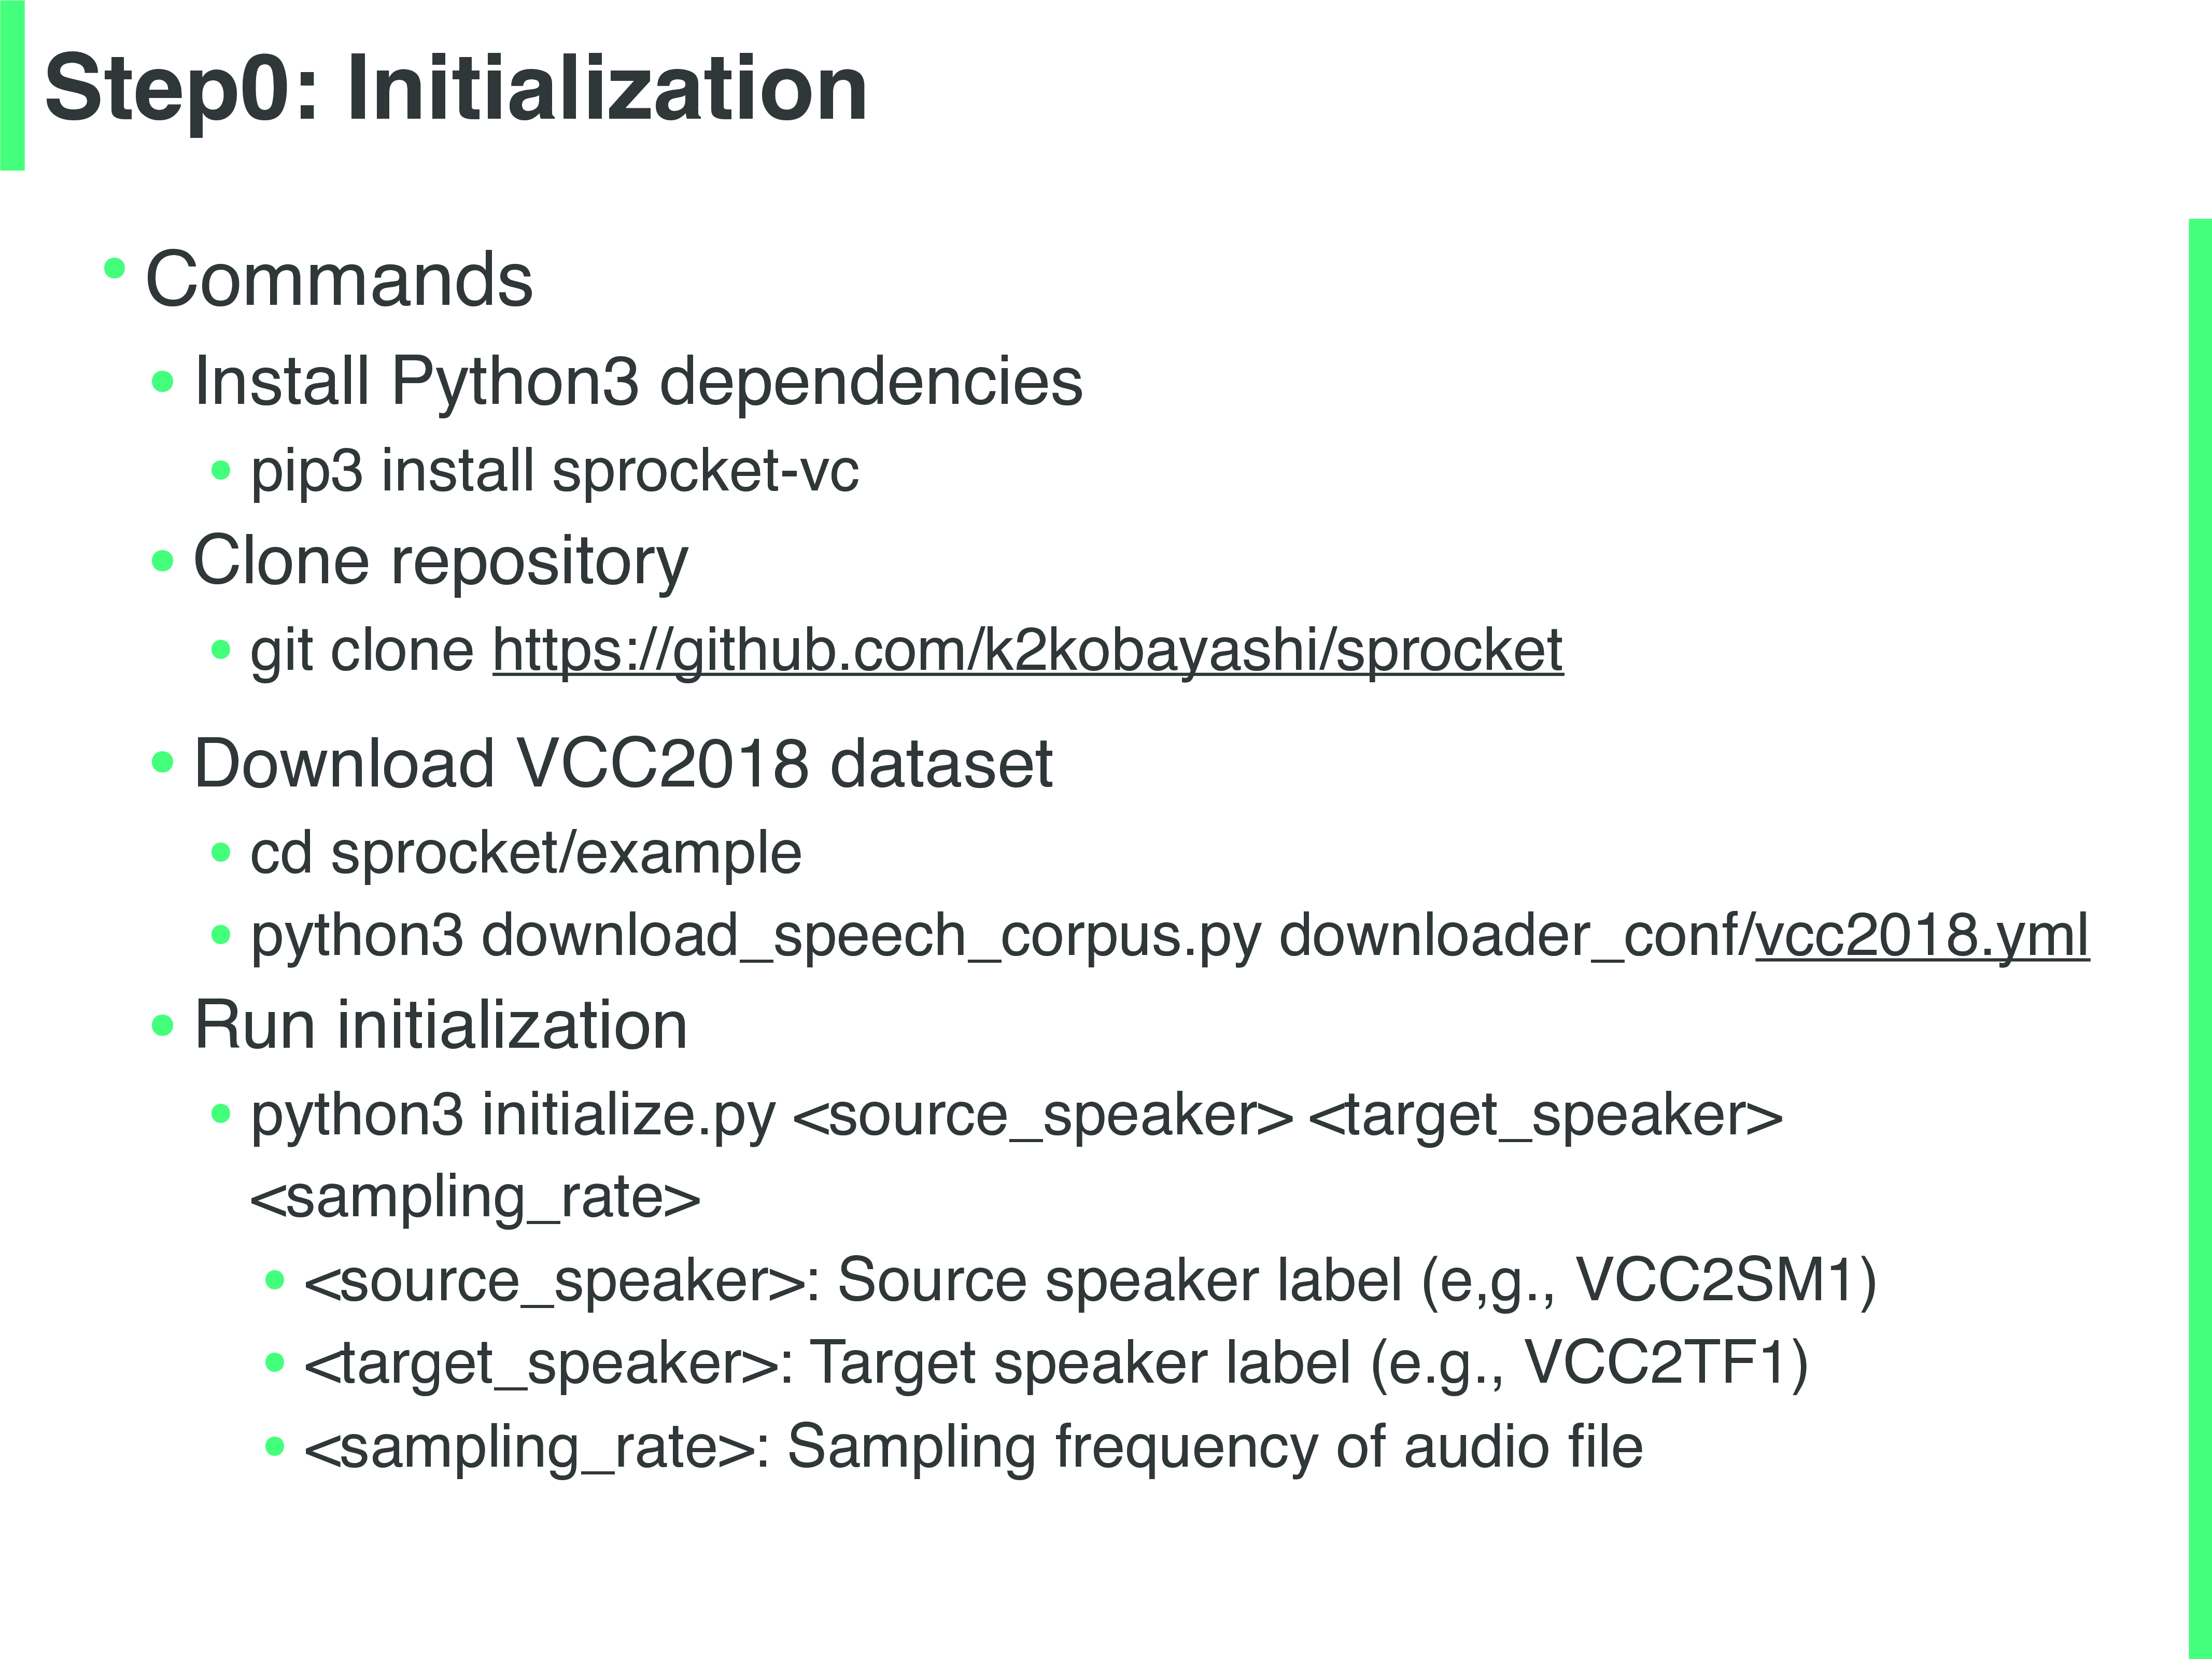 Step0: Initialization
Commands
Install Python3 dependencies
pip3 install sprocket-vc
Clone repository
git clone https://github.com/k2kobayashi/sprocket
Download VCC2018 dataset
cd sprocket/example
python3 download_speech_corpus.py downloader_conf/vcc2018.yml
Run initialization
python3 initialize.py <source_speaker> <target_speaker>
<sampling_rate>
<source_speaker>: Source speaker label (e,g., VCC2SM1)
<target_speaker>: Target speaker label (e.g., VCC2TF1)
<sampling_rate>: Sampling frequency of audio file